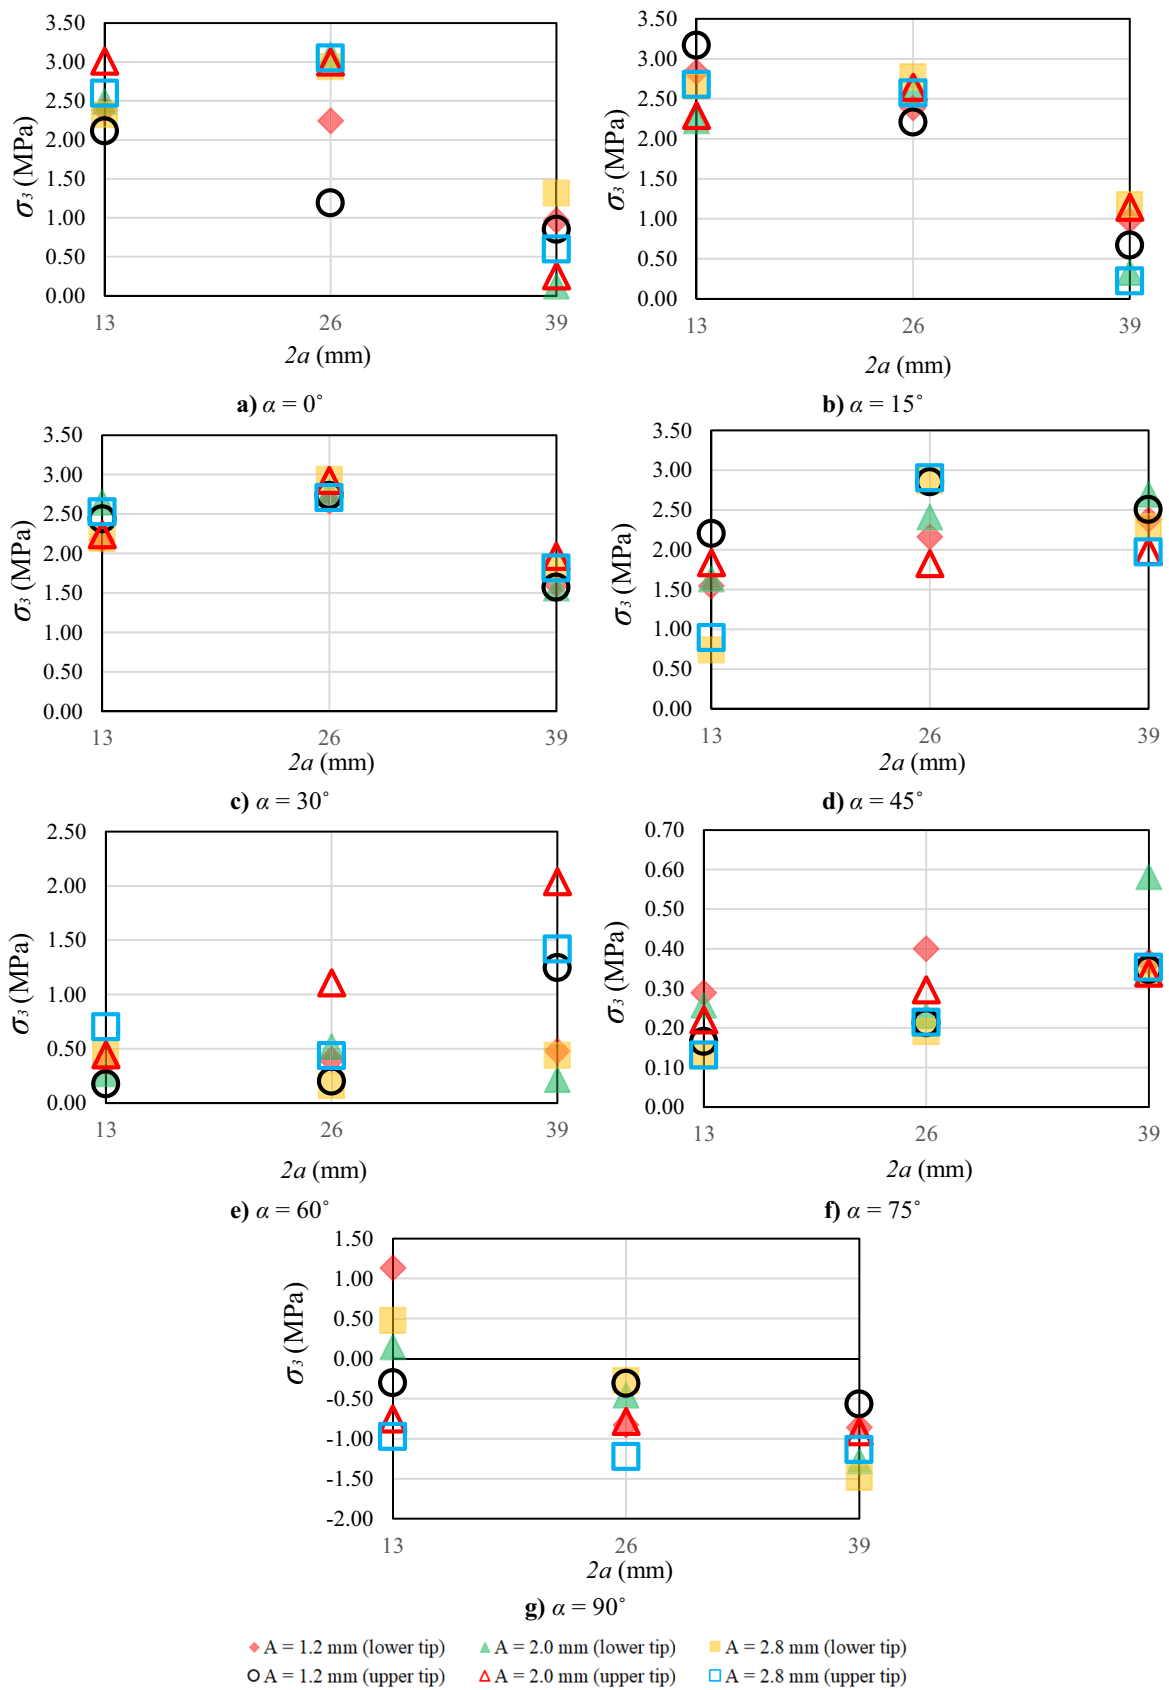 3.50
3.00
2.50
2.00
1.50
1.00
0.50
0.00
σ₃ (MPa)
13 26 39
2a (mm)
a) α = 0˚
3.50
3.00
2.50
2.00
1.50
1.00
0.50
0.00
σ₃ (MPa)
13 26 39
2a (mm)
b) α = 15˚
3.50
3.00
2.50
2.00
1.50
1.00
0.50
0.00
σ₃ (MPa)
13 26 39
2a (mm)
c) α = 30˚
3.50
3.00
2.50
2.00
1.50
1.00
0.50
0.00
σ₃ (MPa)
13 26 39
2a (mm)
d) α = 45˚
2.50
2.00
1.50
1.00
0.50
0.00
σ₃ (MPa)
13 26 39
2a (mm)
e) α = 60˚
0.70
0.60
0.50
0.40
0.30
0.20
0.10
0.00
σ₃ (MPa)
13 26 39
2a (mm)
f) α = 75˚
1.50
1.00
0.50
0.00
-0.50
-1.00
-1.50
-2.00
σ₃ (MPa)
13 26 39
2a (mm)
g) α = 90˚
A = 1.2 mm (lower tip) A = 2.0 mm (lower tip) A = 2.8 mm (lower tip)
A = 1.2 mm (upper tip) A = 2.0 mm (upper tip) A = 2.8 mm (upper tip)